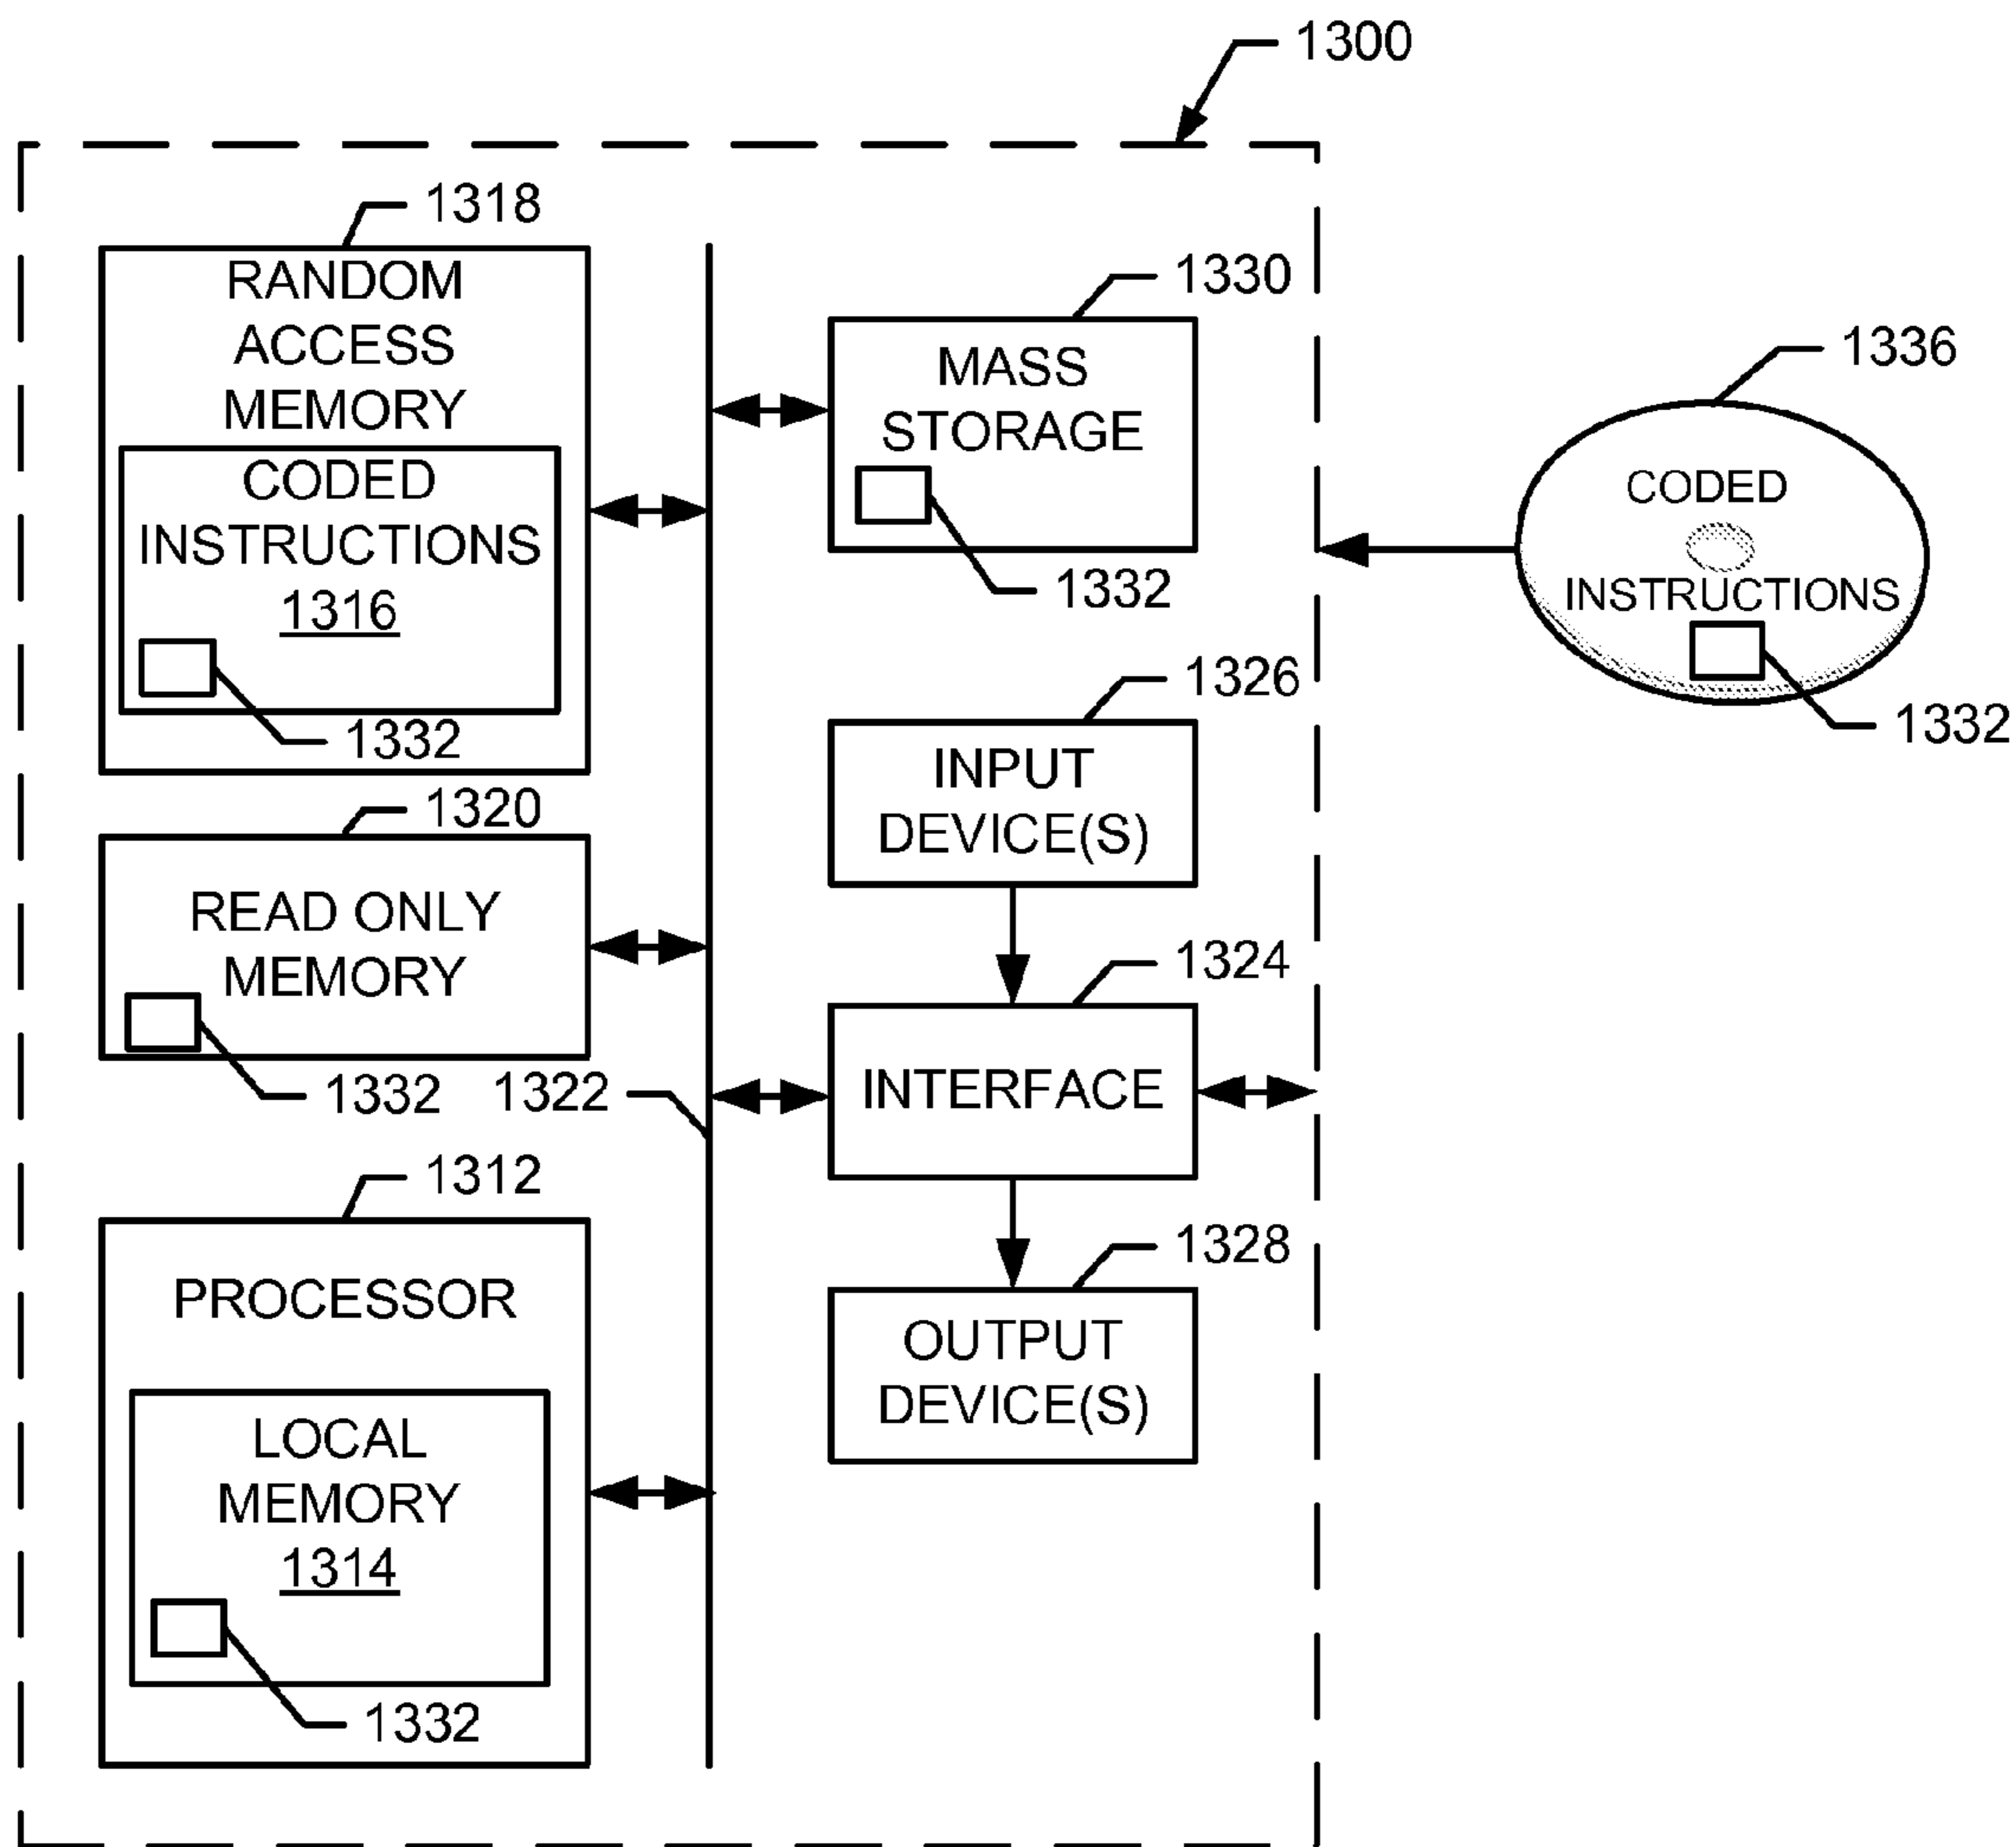 1300
1318
RANDOM
ACCESS
MEMORY
CODED
INSTRUCTIONS
1316
1332
1320
READ ONLY
MEMORY
1332
1322
1312
PROCESSOR
LOCAL
MEMORY
1314
1332
1330
MASS
STORAGE
1332
1326
INPUT
DEVICE(S)
1324
INTERFACE
1328
OUTPUT
DEVICE(S)
1336
CODED
INSTRUCTIONS
1332